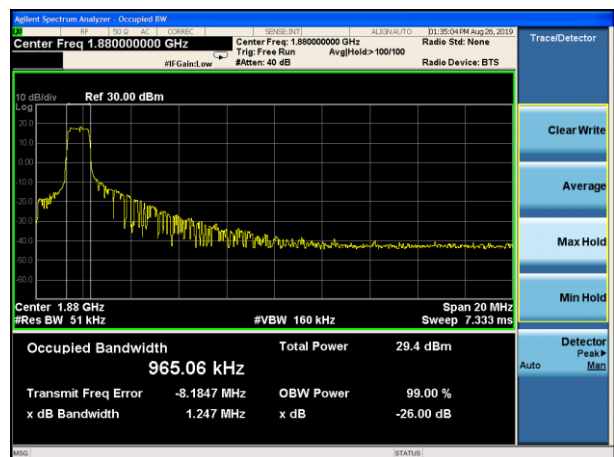 Agilent Spectrum Analyzer - Occupied BW
RF 50 Ω AC CORREC SENSE:INT ALIGNAUTO 01:35:04 PM Aug 26, 2019
Center Freq 1.880000000 GHz
Center Freq: 1.880000000 GHz Radio Std: None
Trig: Free Run Avg|Hold:> 100/100
#IFGain:Low #Atten: 40 dB Radio Device: BTS
Trace/Detector
10 dB/div Ref 30.00 dBm
Log
20.0
10.0
0.00
-10.0
-20.0
-30.0
-40.0
-50.0
-60.0
Center 1.88 GHz Span 20 MHz
#Res BW 51 kHz #VBW 160 kHz Sweep 7.333 ms
Occupied Bandwidth Total Power 29.4 dBm
965.06 kHz
Transmit Freq Error -8.1847 MHz OBW Power 99.00 %
x dB Bandwidth 1.247 MHz x dB -26.00 dB
Clear Write
Average
Max Hold
Min Hold
Detector
Peak▶
Auto Man
MSG STATUS